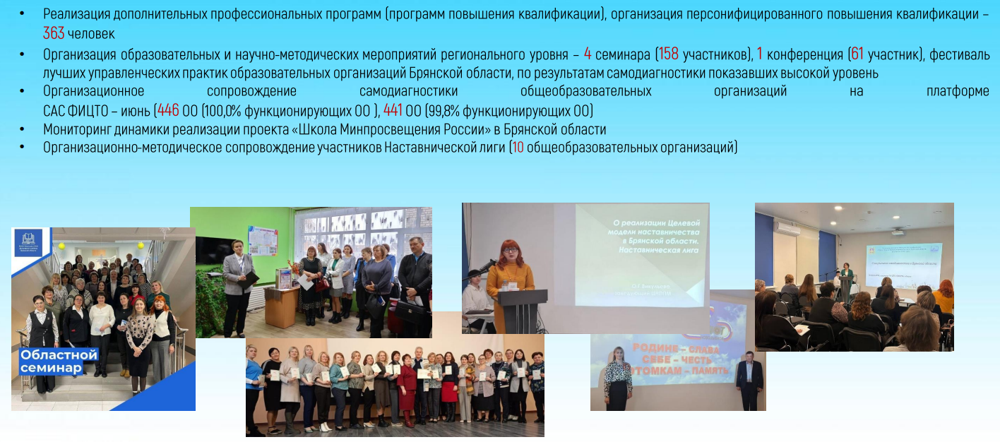 • Реализация дополнительных профессиональных программ (программ повышения квалификации), организация персонифицированного повышения квалификации –
363 человек
• Организация образовательных и научно-методических мероприятий регионального уровня – 4 семинара (158 участников), 1 конференция (61 участник), фестиваль
лучших управленческих практик образовательных организаций Брянской области, по результатам самодиагностики показавших высокой уровень
• Организационное сопровождение самодиагностики общеобразовательных организаций на платформе
САС ФИЦТО – июнь (446 ОО (100,0% функционирующих ОО ), 441 ОО (99,8% функционирующих ОО)
• Мониторинг динамики реализации проекта «Школа Минпросвещения России» в Брянской области
• Организационно-методическое сопровождение участников Наставнической лиги (10 общеобразовательных организаций)
О реализации Целевой
модели наставничества
в Брянской области.
Наставническая лига
Областной
семинар
РОДИНЕ – СЛАВА
СЕБЕ – ЧЕСТЬ
ПОТОМКАМ – ПАМЯТЬ